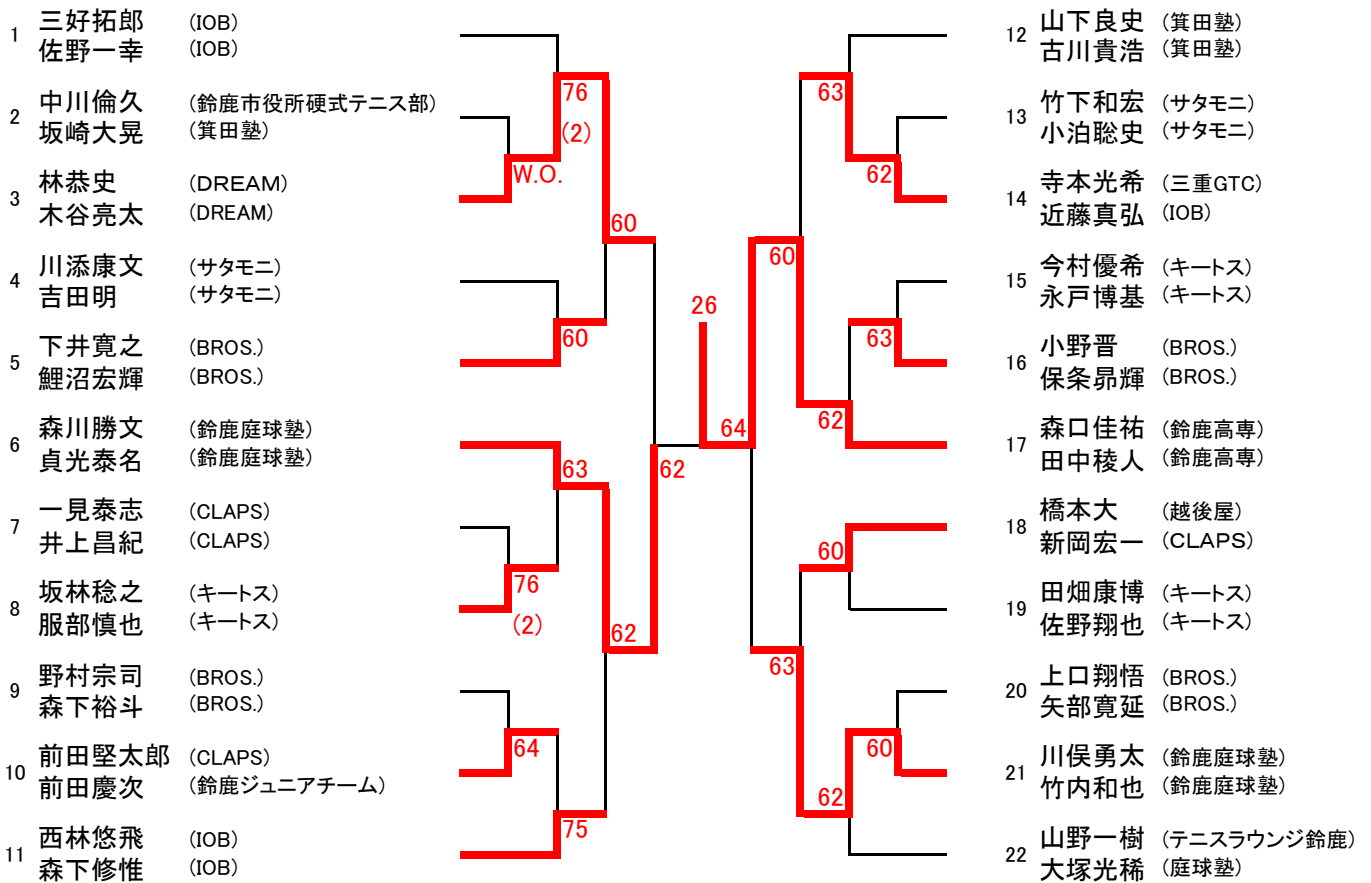 1 三好拓郎 (IOB)
佐野一幸 (IOB)
2 中川倫久 (鈴鹿市役所硬式テニス部)
坂崎大晃 (箕田塾)
3 林恭史 (DREAM)
木谷亮太 (DREAM)
4 川添康文 (サタモニ)
吉田明 (サタモニ)
5 下井寛之 (BROS.)
鯉沼宏輝 (BROS.)
6 森川勝文 (鈴鹿庭球塾)
貞光泰名 (鈴鹿庭球塾)
7 一見泰志 (CLAPS)
井上昌紀 (CLAPS)
8 坂林稔之 (キートス)
服部慎也 (キートス)
9 野村宗司 (BROS.)
森下裕斗 (BROS.)
10 前田堅太郎 (CLAPS)
前田慶次 (鈴鹿ジュニアチーム)
11 西林悠飛 (IOB)
森下修惟 (IOB)
76
(2)
W.O.
60
60
63
76
(2)
62
64
75
62
26
64
60
63
63
62
63
62
60
60
62
12 山下良史 (箕田塾)
古川貴浩 (箕田塾)
13 竹下和宏 (サタモニ)
小泊聡史 (サタモニ)
14 寺本光希 (三重GTC)
近藤真弘 (IOB)
15 今村優希 (キートス)
永戸博基 (キートス)
16 小野晋 (BROS.)
保条昴輝 (BROS.)
17 森口佳祐 (鈴鹿高専)
田中稜人 (鈴鹿高専)
18 橋本大 (越後屋)
新岡宏一 (CLAPS)
19 田畑康博 (キートス)
佐野翔也 (キートス)
20 上口翔悟 (BROS.)
矢部寛延 (BROS.)
21 川俣勇太 (鈴鹿庭球塾)
竹内和也 (鈴鹿庭球塾)
22 山野一樹 (テニスラウンジ鈴鹿)
大塚光稀 (庭球塾)